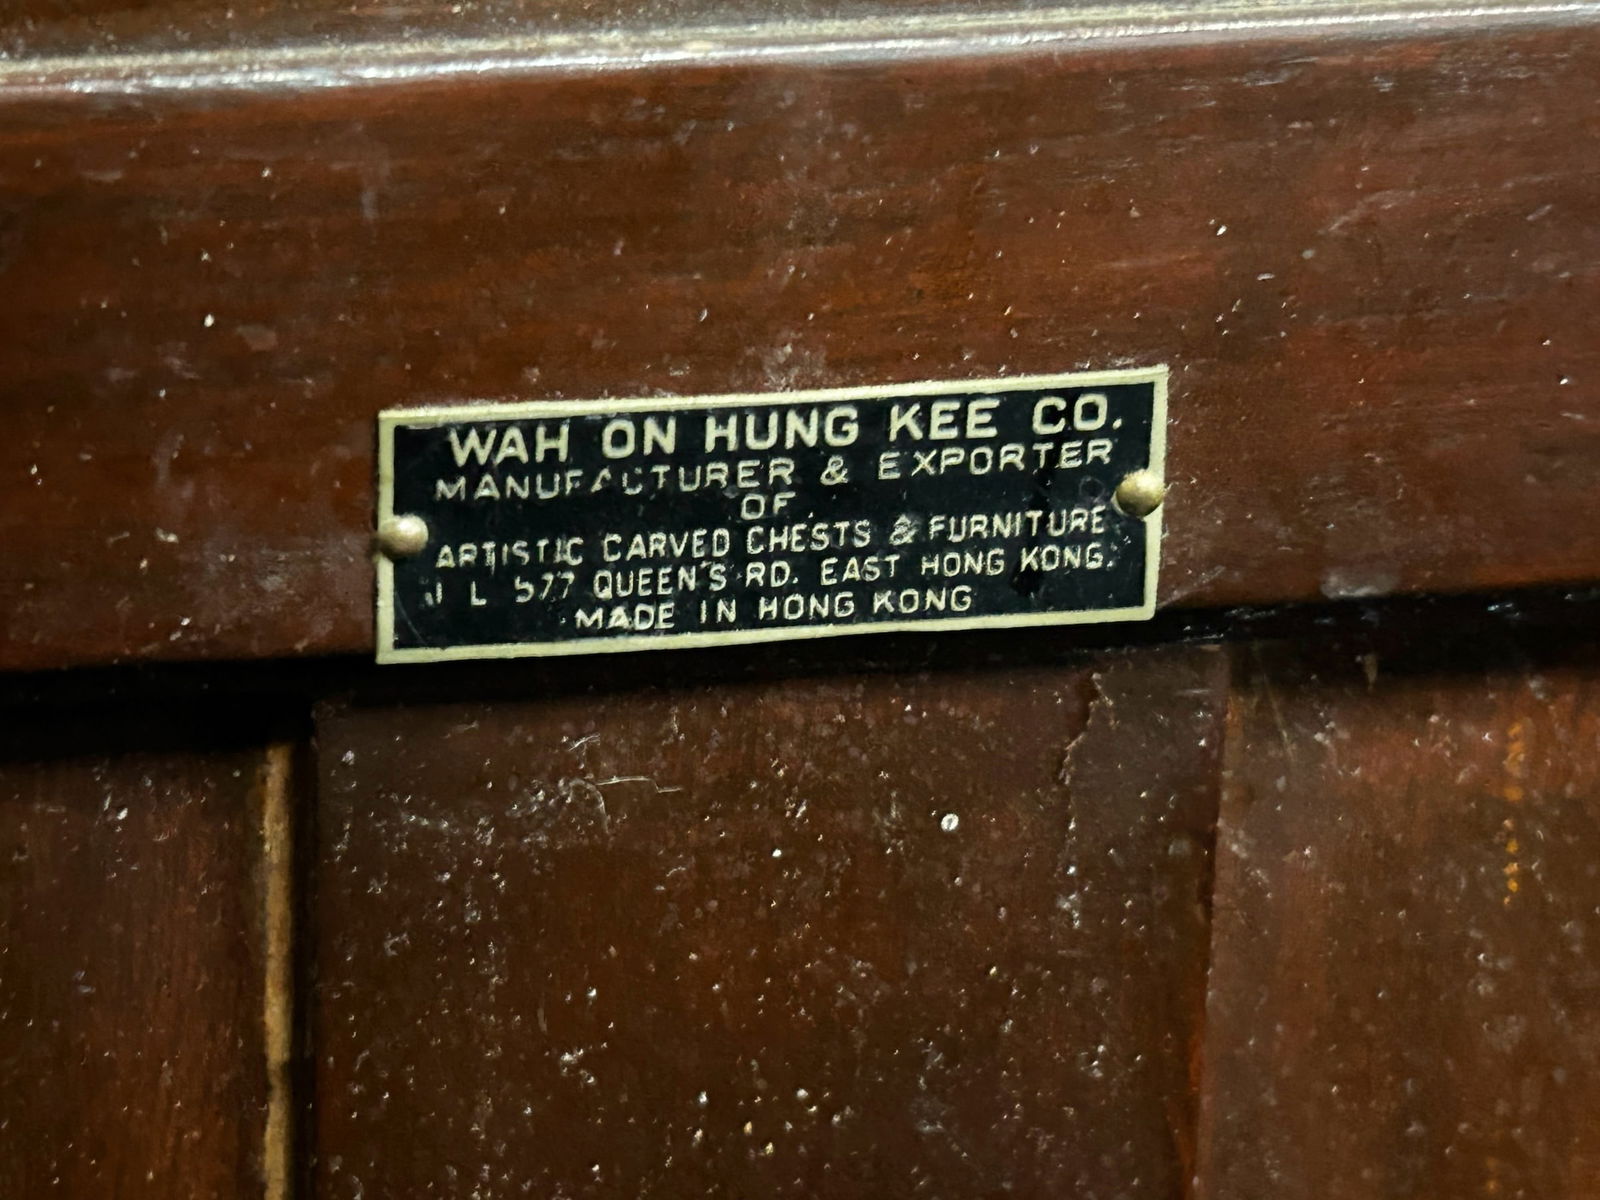 WAH ON HUNG KEE CO.
MANUFACTURER & EXPORTER
OF
ARTISTIC CARVED CHESTS & FURNITURE
577 QUEEN'S RD. EAST HONG KONG.
MADE IN HONG KONG